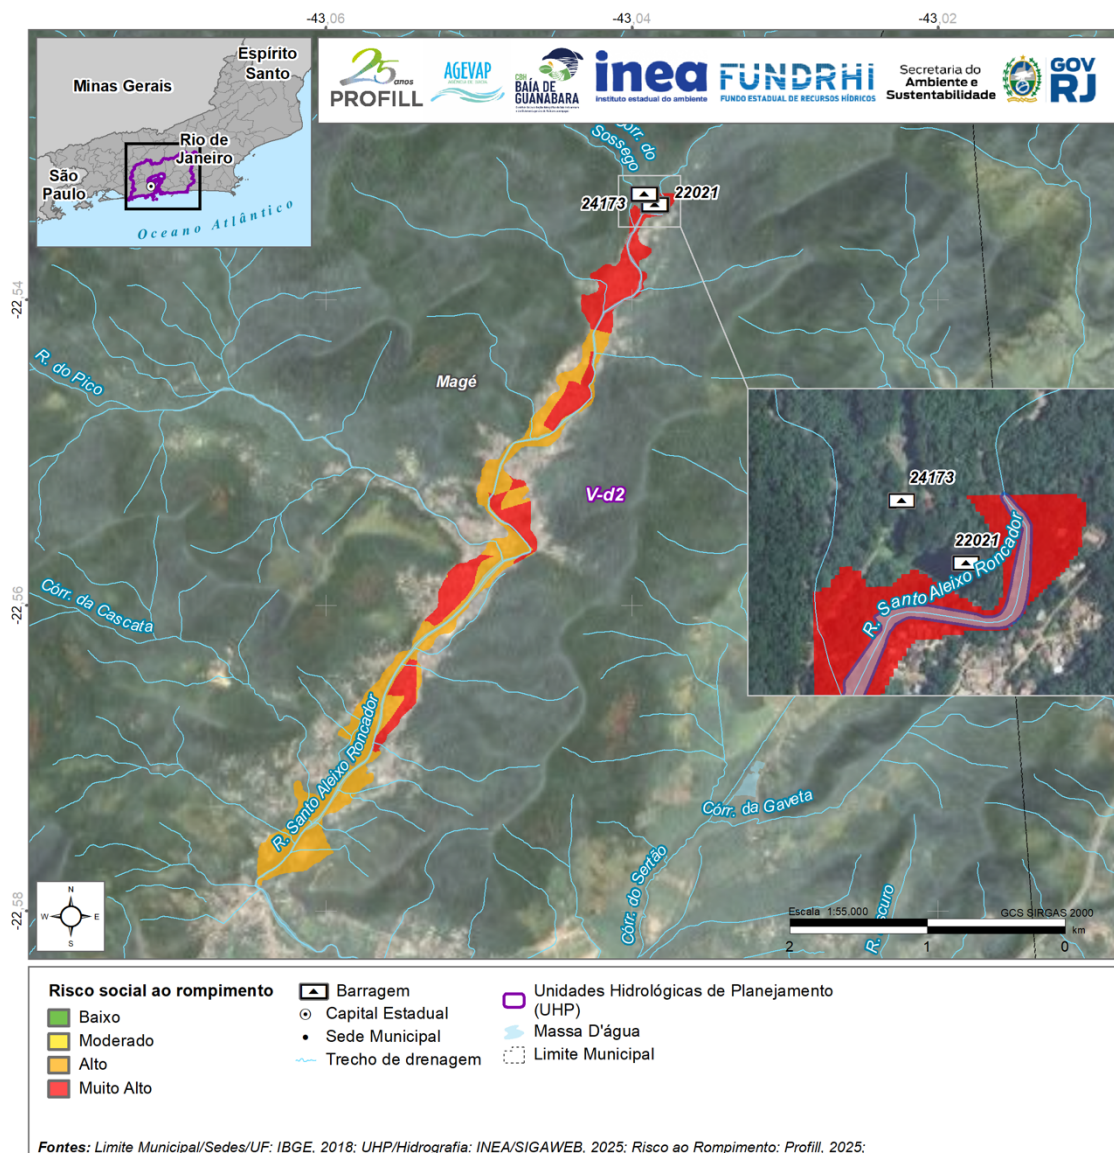 -43,06
-43,04
-43,02
Espírito
Santo
Minas Gerais
Rio de
Janeiro
São
Paulo
Oceano Atlântico
25
anos
PROFILL
AGEVAP
CBH
BAÍA DE
GUANABARA
inea
instituto estadual do ambiente
FUNDRHI
FUNDO ESTADUAL DE RECURSOS HÍDRICOS
Secretaria do
Ambiente e
Sustentabilidade
GOV
RJ
Córr. do
Sossego
24173
22021
-22,54
R. do Pico
Magé
V-d2
24173
22021
R. Santo Aleixo Roncador
-22,56
Córr. da Cascata
R. Santo Aleixo Roncador
Córr. da Gaveta
Córr. do Sertão
-22,58
N
W
E
S
Escala 1:55.000
GCS SIRGAS 2000
2
1
0
km
Risco social ao rompimento
Baixo
Moderado
Alto
Muito Alto
Barragem
Capital Estadual
Sede Municipal
Trecho de drenagem
Unidades Hidrológicas de Planejamento
(UHP)
Massa D'água
Limite Municipal
Fontes: Limite Municipal/Sedes/UF: IBGE, 2018; UHP/Hidrografia: INEA/SIGAWEB, 2025; Risco ao Rompimento: Profill, 2025;